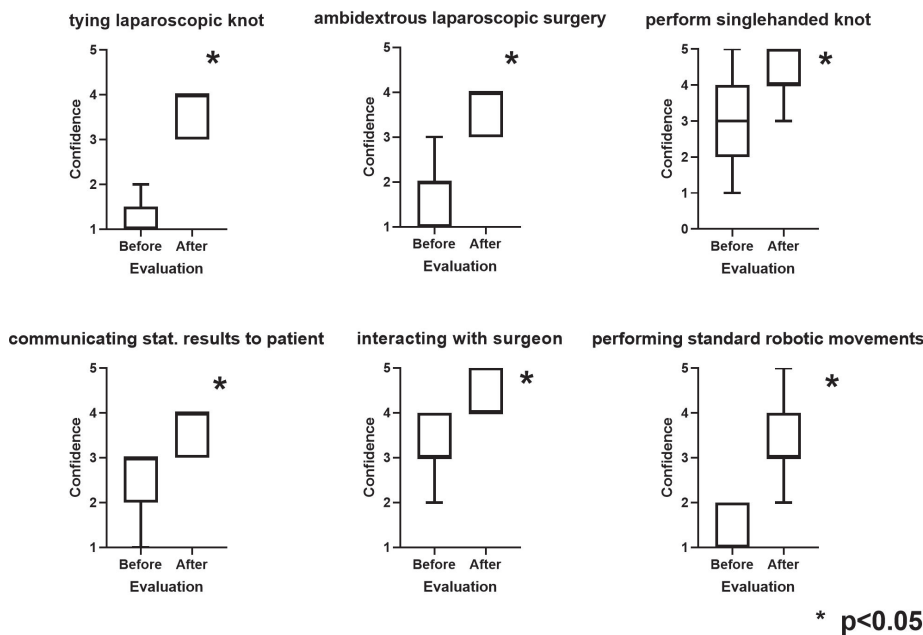 tying laparoscopic knot
5
4
3
2
1
Confidence
Before After
Evaluation
*
ambidextrous laparoscopic surgery
5
4
3
2
1
Confidence
Before After
Evaluation
*
perform singlehanded knot
5
4
3
2
1
0
Confidence
Before After
Evaluation
*
communicating stat. results to patient
5
4
3
2
1
Confidence
Before After
Evaluation
*
interacting with surgeon
5
4
3
2
1
Confidence
Before After
Evaluation
*
performing standard robotic movements
5
4
3
2
1
Confidence
Before After
Evaluation
*
* p<0.05